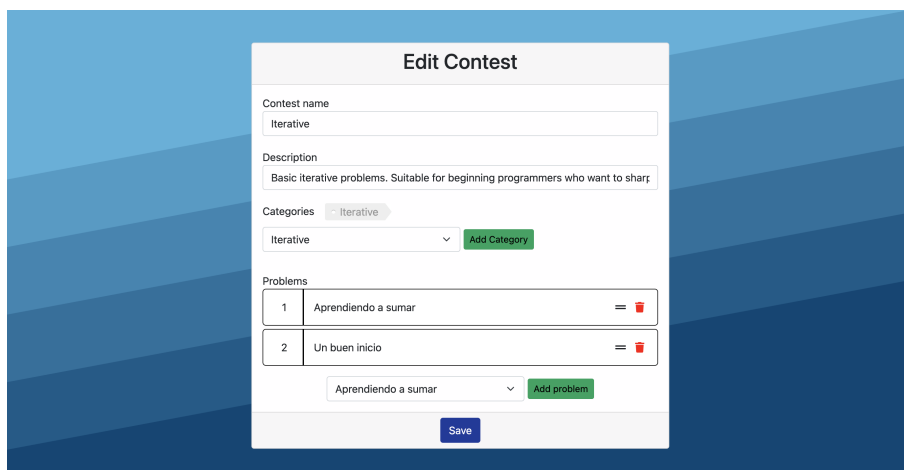 Edit Contest
Contest name
Iterative
Description
Basic iterative problems. Suitable for beginning programmers who want to sharp
Categories Iterative
Iterative Add Category
Problems
1 Aprendiendo a sumar
2 Un buen inicio
Aprendiendo a sumar Add problem
Save